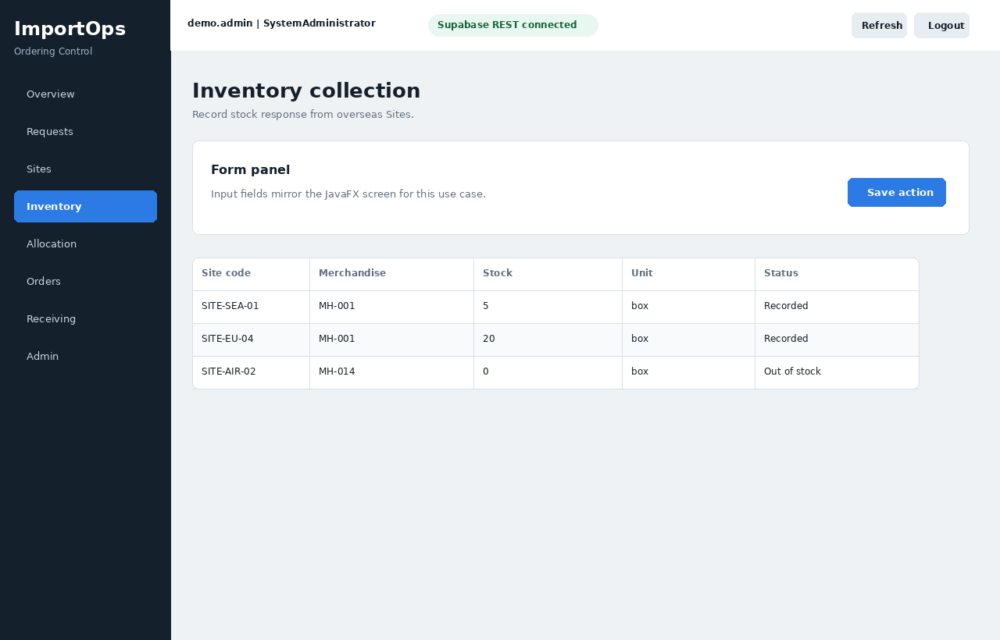 ImportOps
Ordering Control
Overview
Requests
Sites
Inventory
Allocation
Orders
Receiving
Admin
demo.admin | SystemAdministrator
Supabase REST connected
Refresh
Logout
Inventory collection
Record stock response from overseas Sites.
Form panel
Input fields mirror the JavaFX screen for this use case.
Save action
Site code Merchandise Stock Unit Status
SITE-SEA-01 MH-001 5 box Recorded
SITE-EU-04 MH-001 20 box Recorded
SITE-AIR-02 MH-014 0 box Out of stock